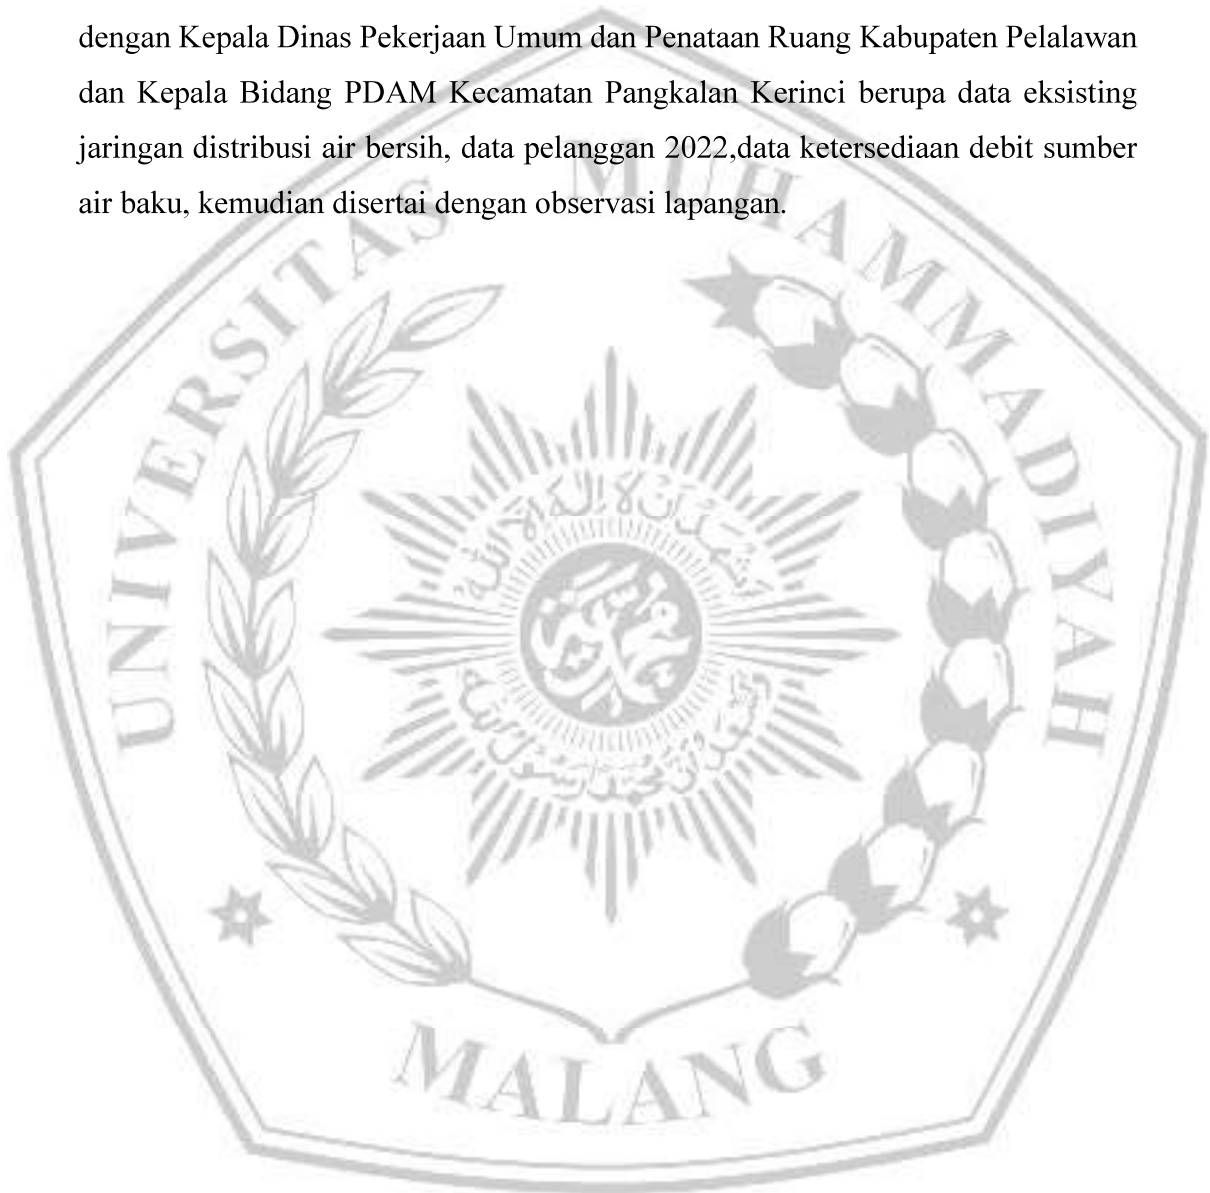 dengan Kepala Dinas Pekerjaan Umum dan Penataan Ruang Kabupaten Pelalawan
dan Kepala Bidang PDAM Kecamatan Pangkalan Kerinci berupa data eksisting
jaringan distribusi air bersih, data pelanggan 2022,data ketersediaan debit sumber
air baku, kemudian disertai dengan observasi lapangan.
UNIVERSITAS MUHAMMADIYAH
MALANG